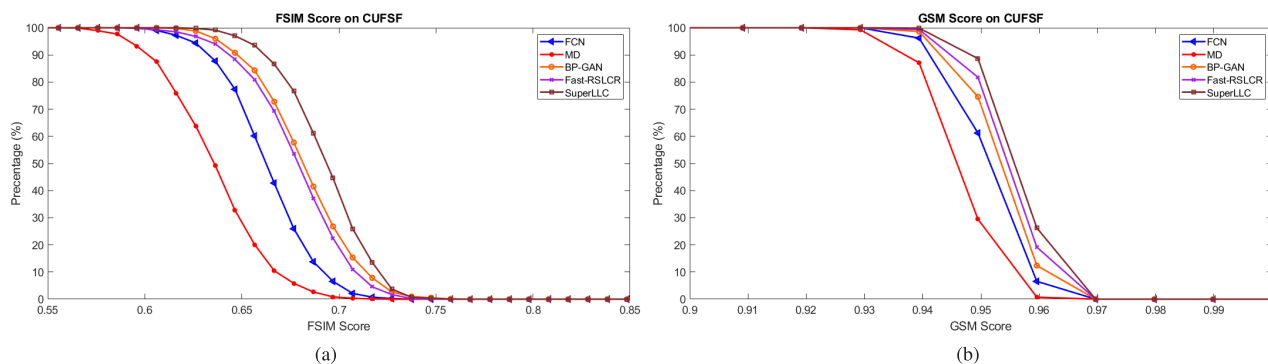 FSIM Score on CUFSF
100
90
80
70
60
50
40
30
20
10
0
Precentage (%)
FCN
MD
BP-GAN
Fast-RSLCR
SuperLLC
0.55 0.6 0.65 0.7 0.75 0.8 0.85
FSIM Score
(a)
GSM Score on CUFSF
100
90
80
70
60
50
40
30
20
10
0
Precentage (%)
FCN
MD
BP-GAN
Fast-RSLCR
SuperLLC
0.9 0.91 0.92 0.93 0.94 0.95 0.96 0.97 0.98 0.99
GSM Score
(b)